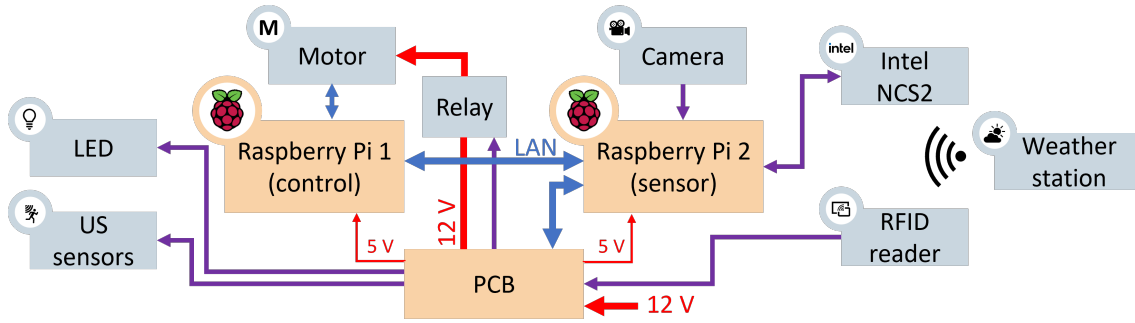 M
Motor
Camera
intel
Intel
NCS2
Relay
LED
Raspberry Pi 1
(control)
LAN
Raspberry Pi 2
(sensor)
Weather
station
US
sensors
12 V
5 V
5 V
RFID
reader
PCB
12 V